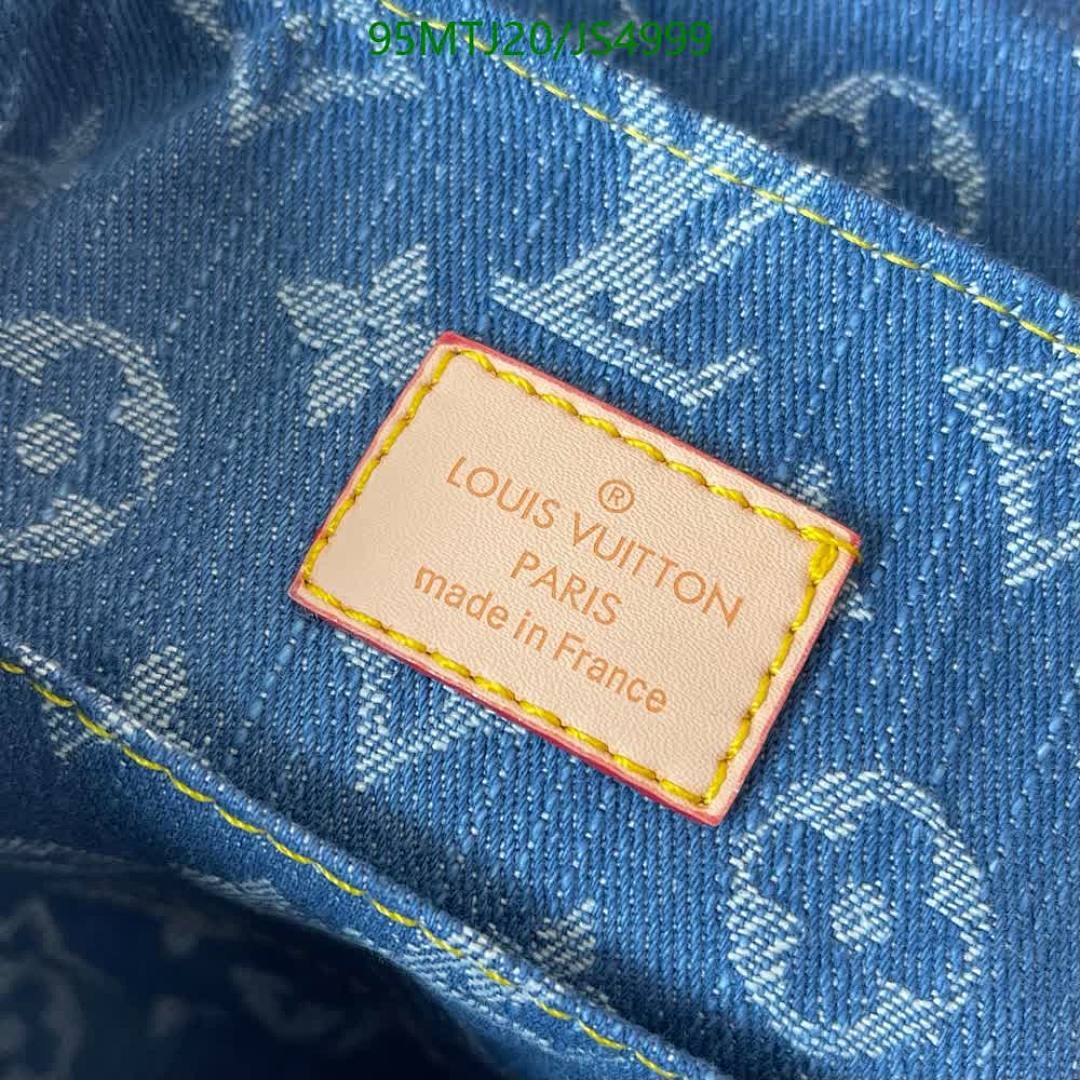 95MTJ20/JS4999
®
LOUIS VUITTON
PARIS
made in France